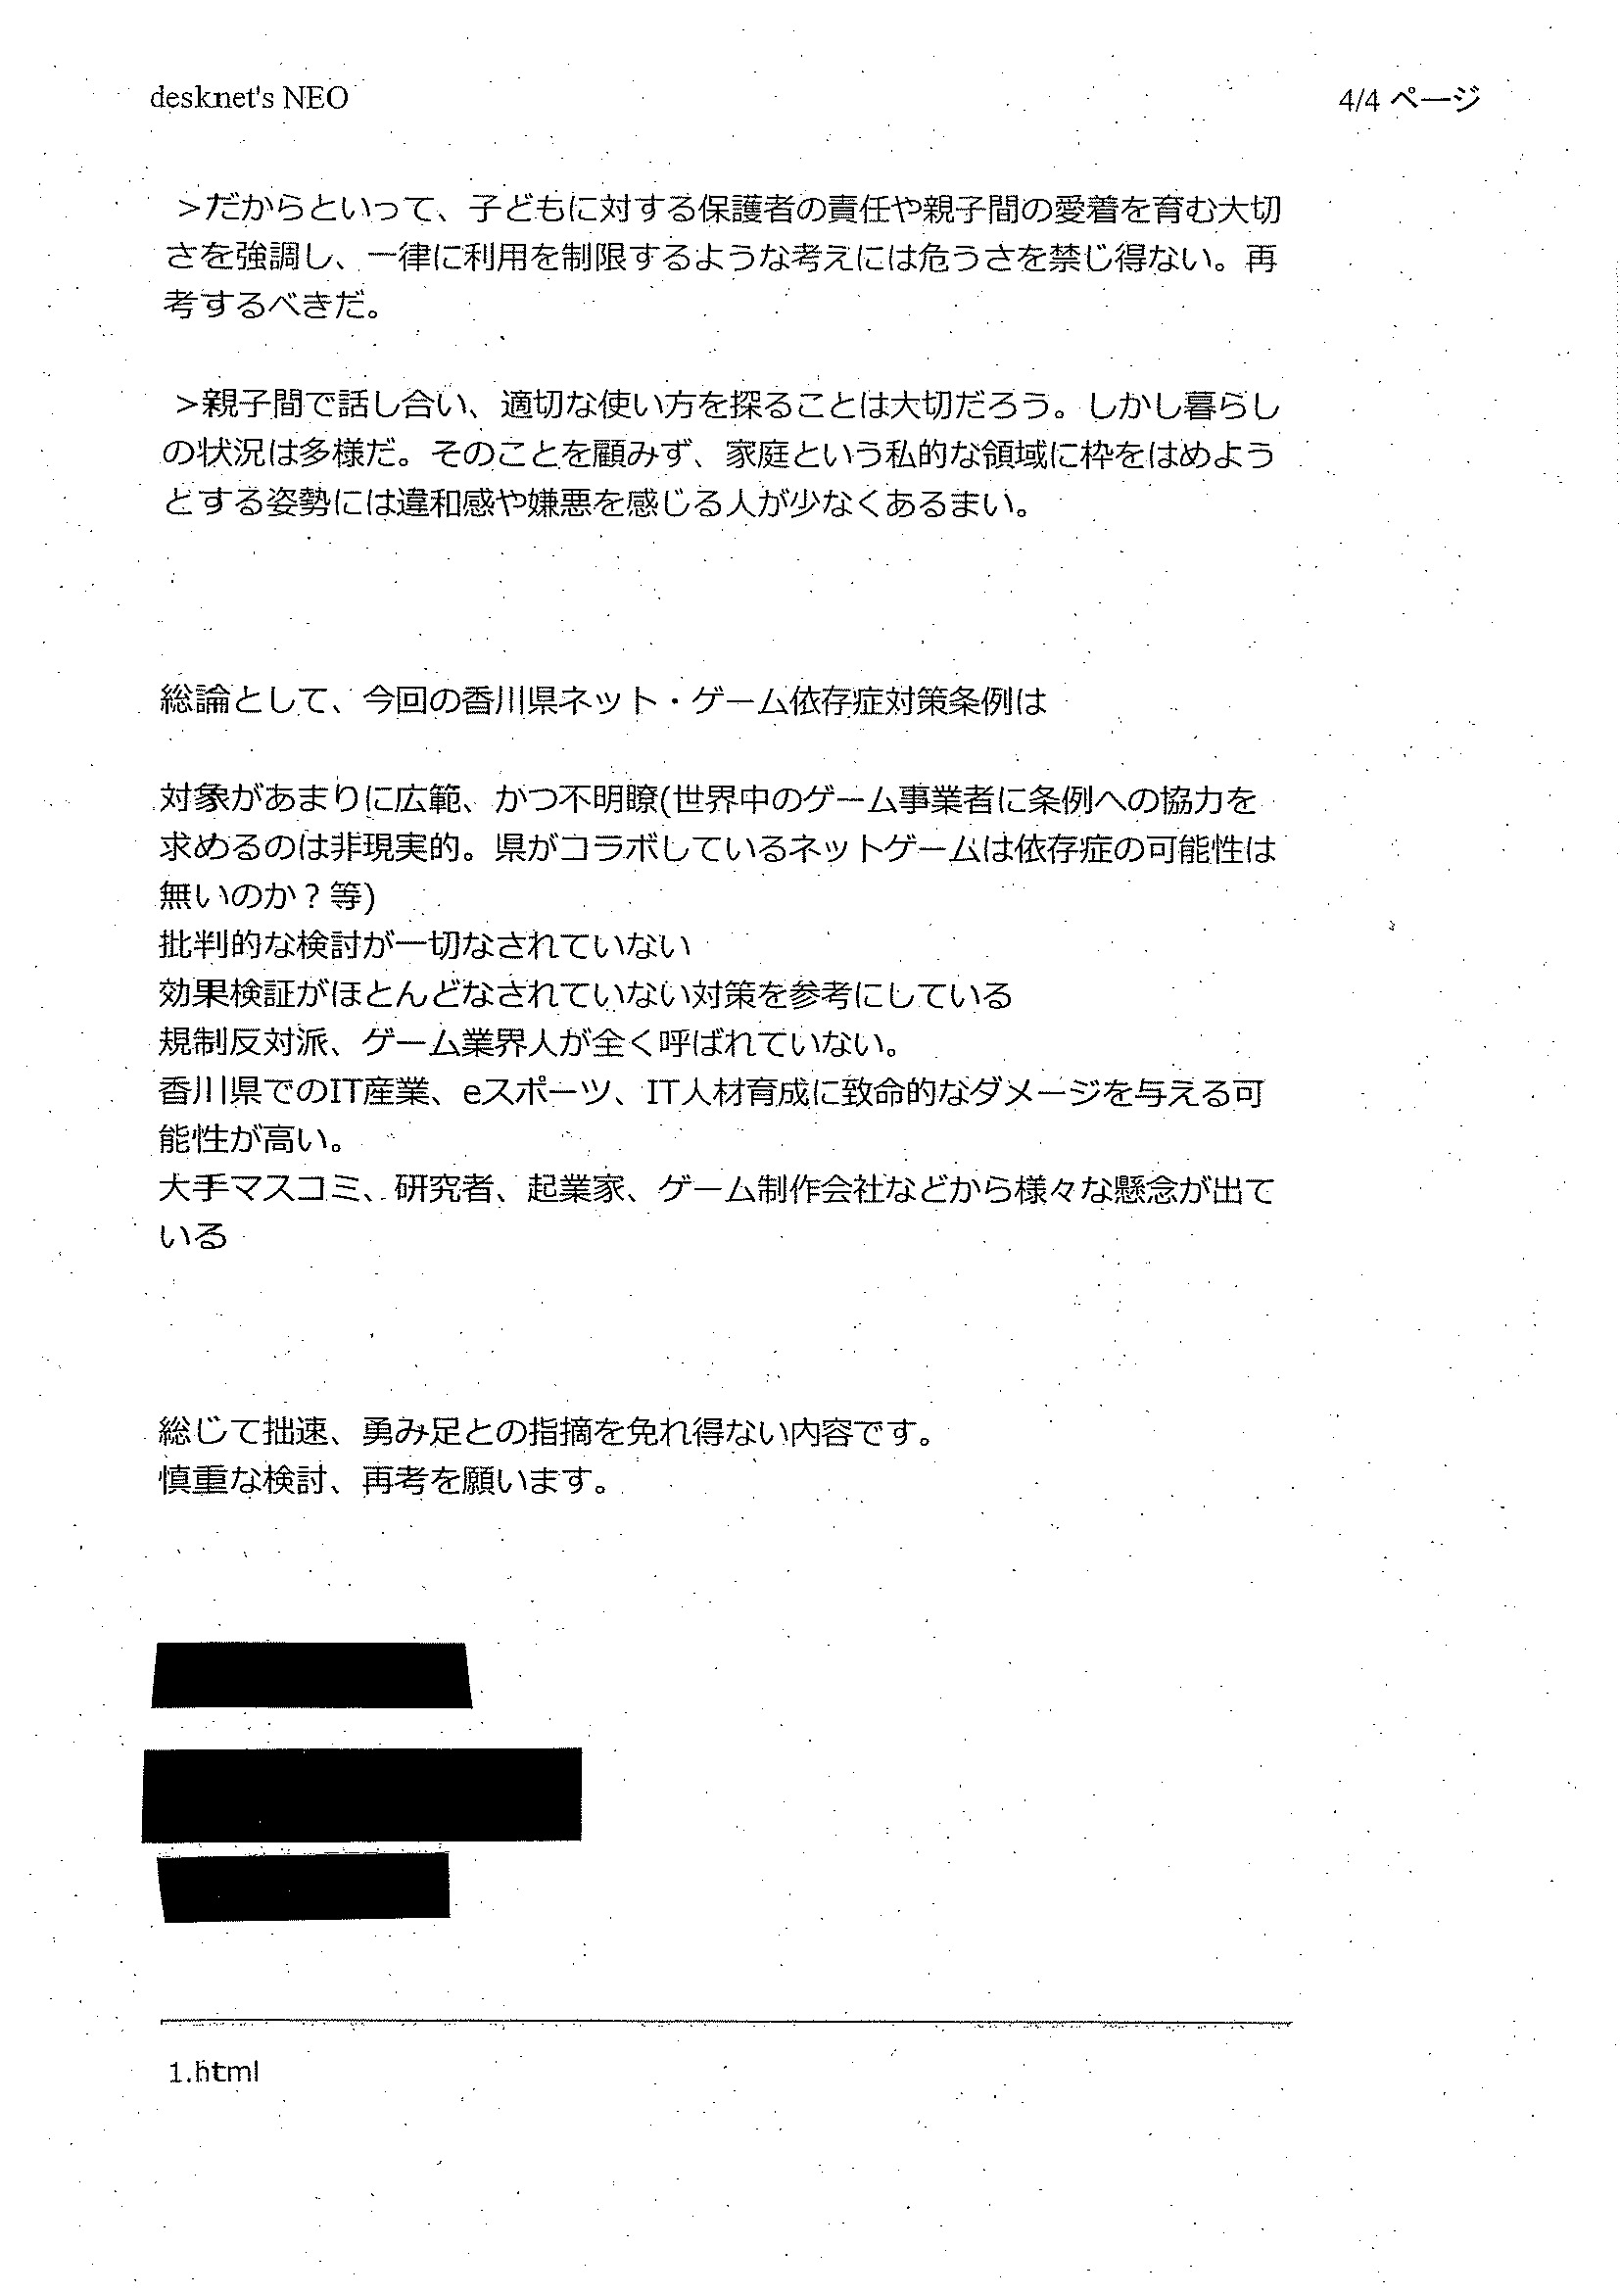 desknet's NEO
4/4 ページ
>だからといって、子どもに対する保護者の責任や親子間の愛着を育む大切
さを強調し、一律に利用を制限するような考えには危うさを禁じ得ない。再
考するべきだ。
>親子間で話し合い、適切な使い方を探ることは大切だろう。しかし暮らし
の状況は多様だ。そのことを顧みず、家庭という私的な領域に枠をはめよう
とする姿勢には違和感や嫌悪を感じる人が少なくあるまい。
総論として、今回の香川県ネット・ゲーム依存症対策条例は
対象があまりに広範、かつ不明瞭(世界中のゲーム事業者に条例への協力を
求めるのは非現実的。県がコラボしているネットゲームは依存症の可能性は
無いのか？等)
批判的な検討が一切なされていない
効果検証がほとんどなされていない対策を参考にしている
規制反対派、ゲーム業界人が全く呼ばれていない。
香川県でのIT産業、eスポーツ、IT人材育成に致命的なダメージを与える可
能性が高い。
大手マスコミ、研究者、起業家、ゲーム制作会社などから様々な懸念が出て
いる
総じて拙速、勇み足との指摘を免れ得ない内容です。
慎重な検討、再考を願います。
1.html